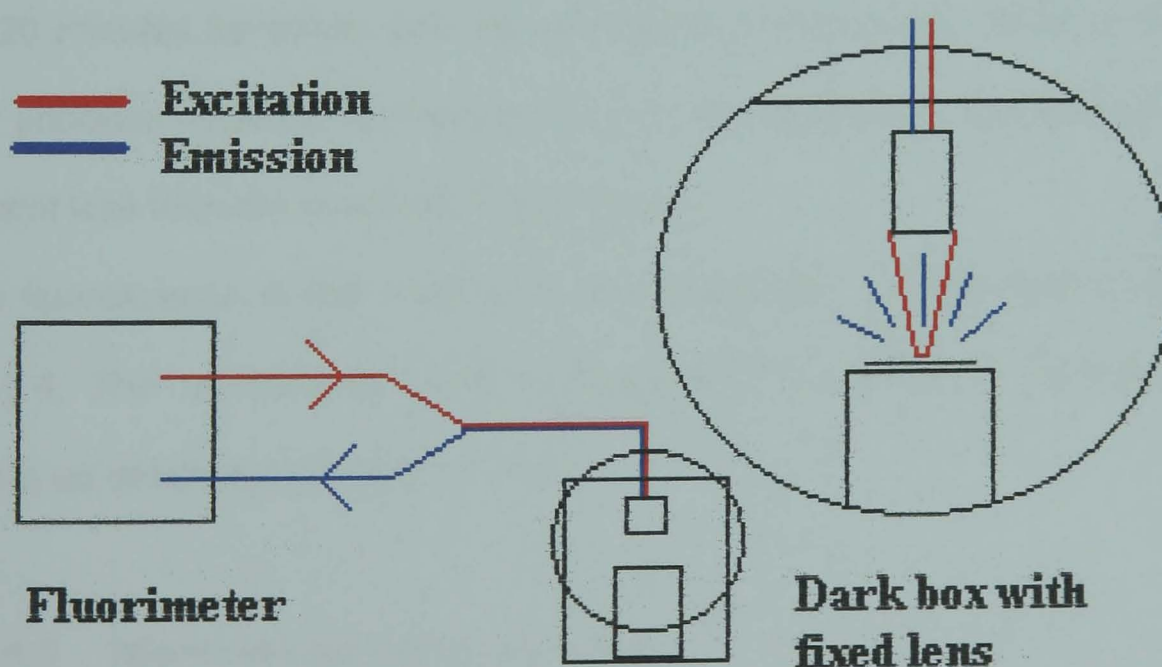 Excitation
Emission
Fluorimeter
Dark box with
fixed lens